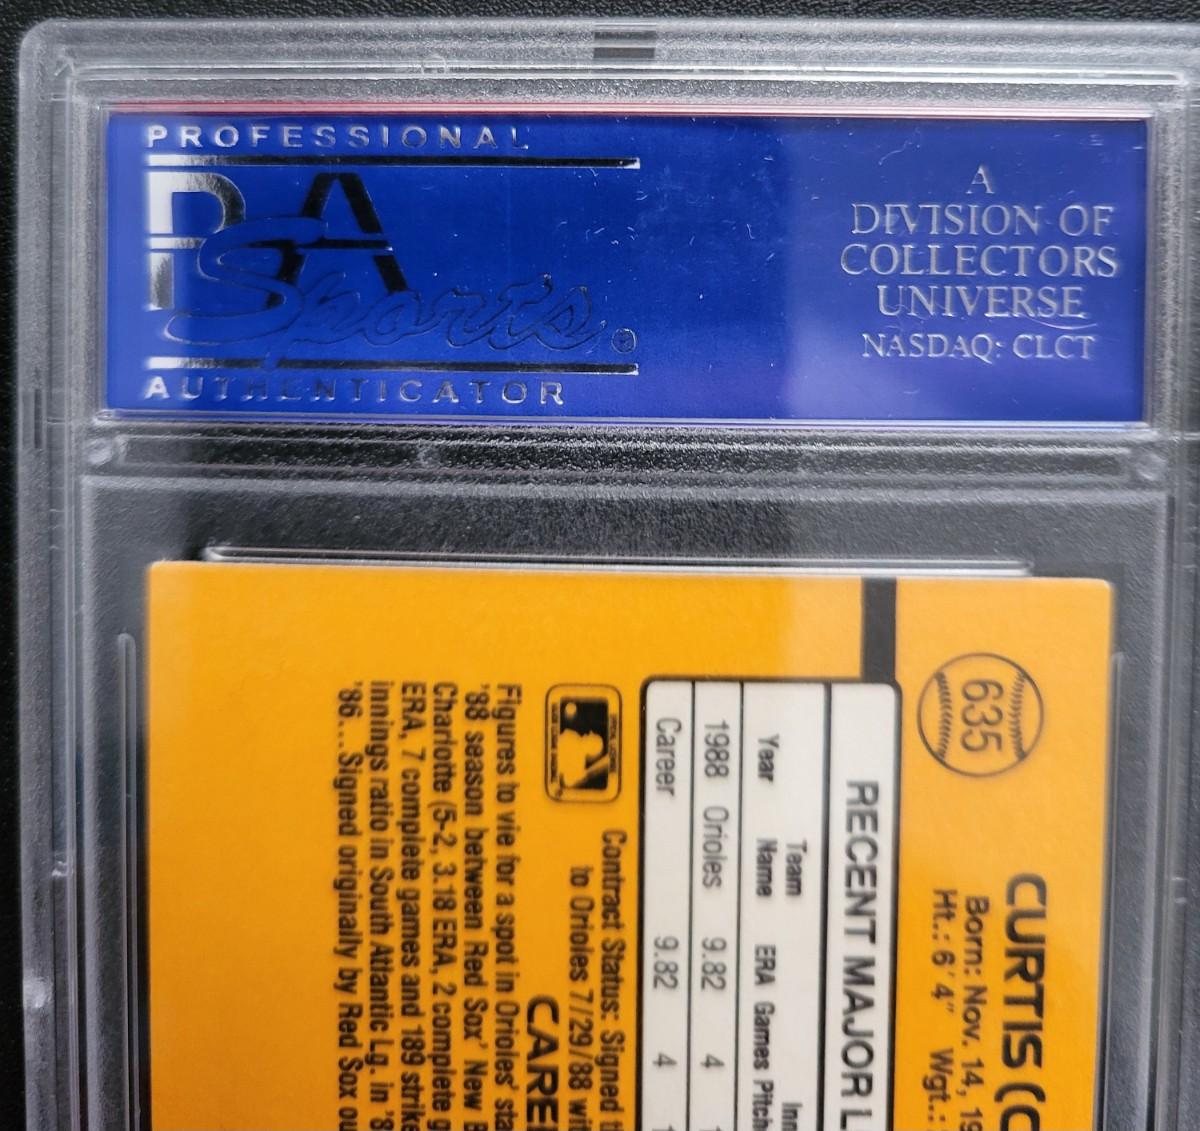 PROFESSIONAL
PSA
Sports®
AUTHENTICATOR
A
DIVISION OF
COLLECTORS
UNIVERSE
NASDAQ: CLCT
635
CURTIS (C
Born: Nov. 14, 19
Ht.: 6'4" Wgt.:
RECENT MAJOR L
Year Team Name ERA Games
1988 Orioles 9.82 4 1
Career 9.82 4 1
Contract Status: Signed
to Orioles 7/29/88
CAREE
Figures to vie for a spot in Orioles'
'88 season between Red Sox' New
Charlotte (5-2, 3.18 ERA, 2 complete
ERA, 7 complete games and 189
innings ratio in South Atlantic Lg. in
'86....Signed originally by Red Sox